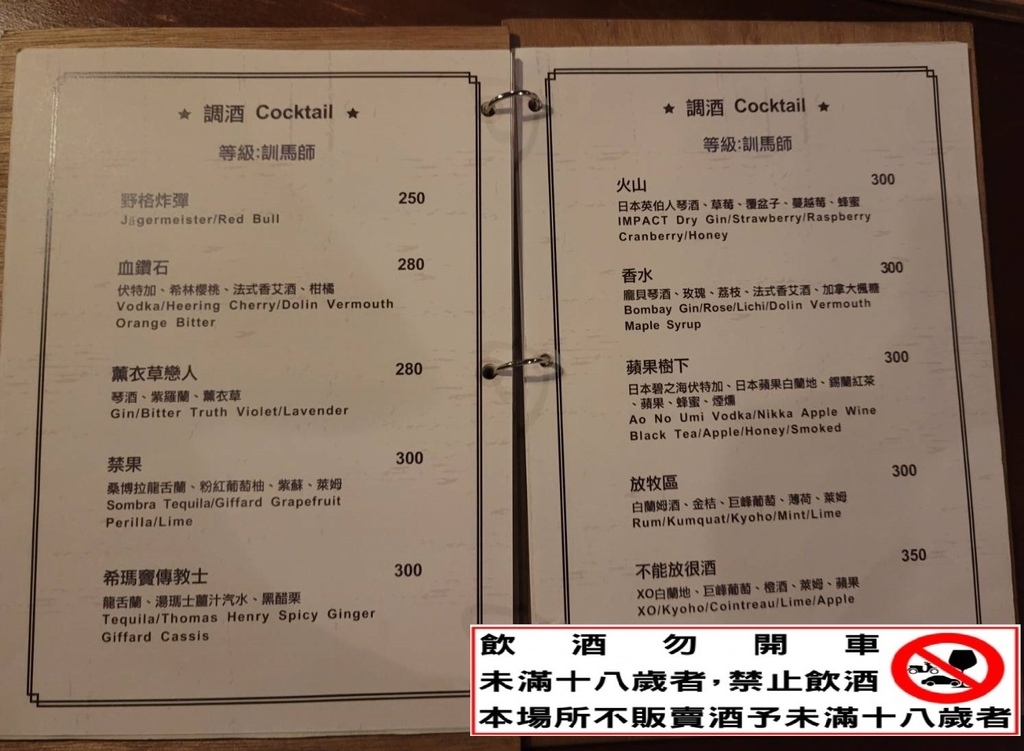 ★ 調酒 Cocktail ★
等級:訓馬師
野格炸彈 250
Jägermeister/Red Bull
血鑽石 280
伏特加、希林櫻桃、法式香艾酒、柑橘
Vodka/Heering Cherry/Dolin Vermouth
Orange Bitter
薰衣草戀人 280
琴酒、紫羅蘭、薰衣草
Gin/Bitter Truth Violet/Lavender
禁果 300
桑博拉龍舌蘭、粉紅葡萄柚、紫蘇、萊姆
Sombra Tequila/Giffard Grapefruit
Perilla/Lime
希瑪竇傳教士 300
龍舌蘭、湯瑪士薑汁汽水、黑醋栗
Tequila/Thomas Henry Spicy Ginger
Giffard Cassis
★ 調酒 Cocktail ★
等級:訓馬師
火山 300
日本英伯人琴酒、草莓、覆盆子、蔓越莓、蜂蜜
IMPACT Dry Gin/Strawberry/Raspberry
Cranberry/Honey
香水 300
龐貝琴酒、玫瑰、荔枝、法式香艾酒、加拿大楓糖
Bombay Gin/Rose/Lichi/Dolin Vermouth
Maple Syrup
蘋果樹下 300
日本碧之海伏特加、日本蘋果白蘭地、錫蘭紅茶
、蘋果、蜂蜜、煙燻
Ao No Umi Vodka/Nikka Apple Wine
Black Tea/Apple/Honey/Smoked
放牧區 300
白蘭姆酒、金桔、巨峰葡萄、薄荷、萊姆
Rum/Kumquat/Kyoho/Mint/Lime
不能放很酒 350
XO白蘭地、巨峰葡萄、橙酒、萊姆、蘋果
XO/Kyoho/Cointreau/Lime/Apple
飲酒勿開車
未滿十八歲者，禁止飲酒
本場所不販賣酒予未滿十八歲者